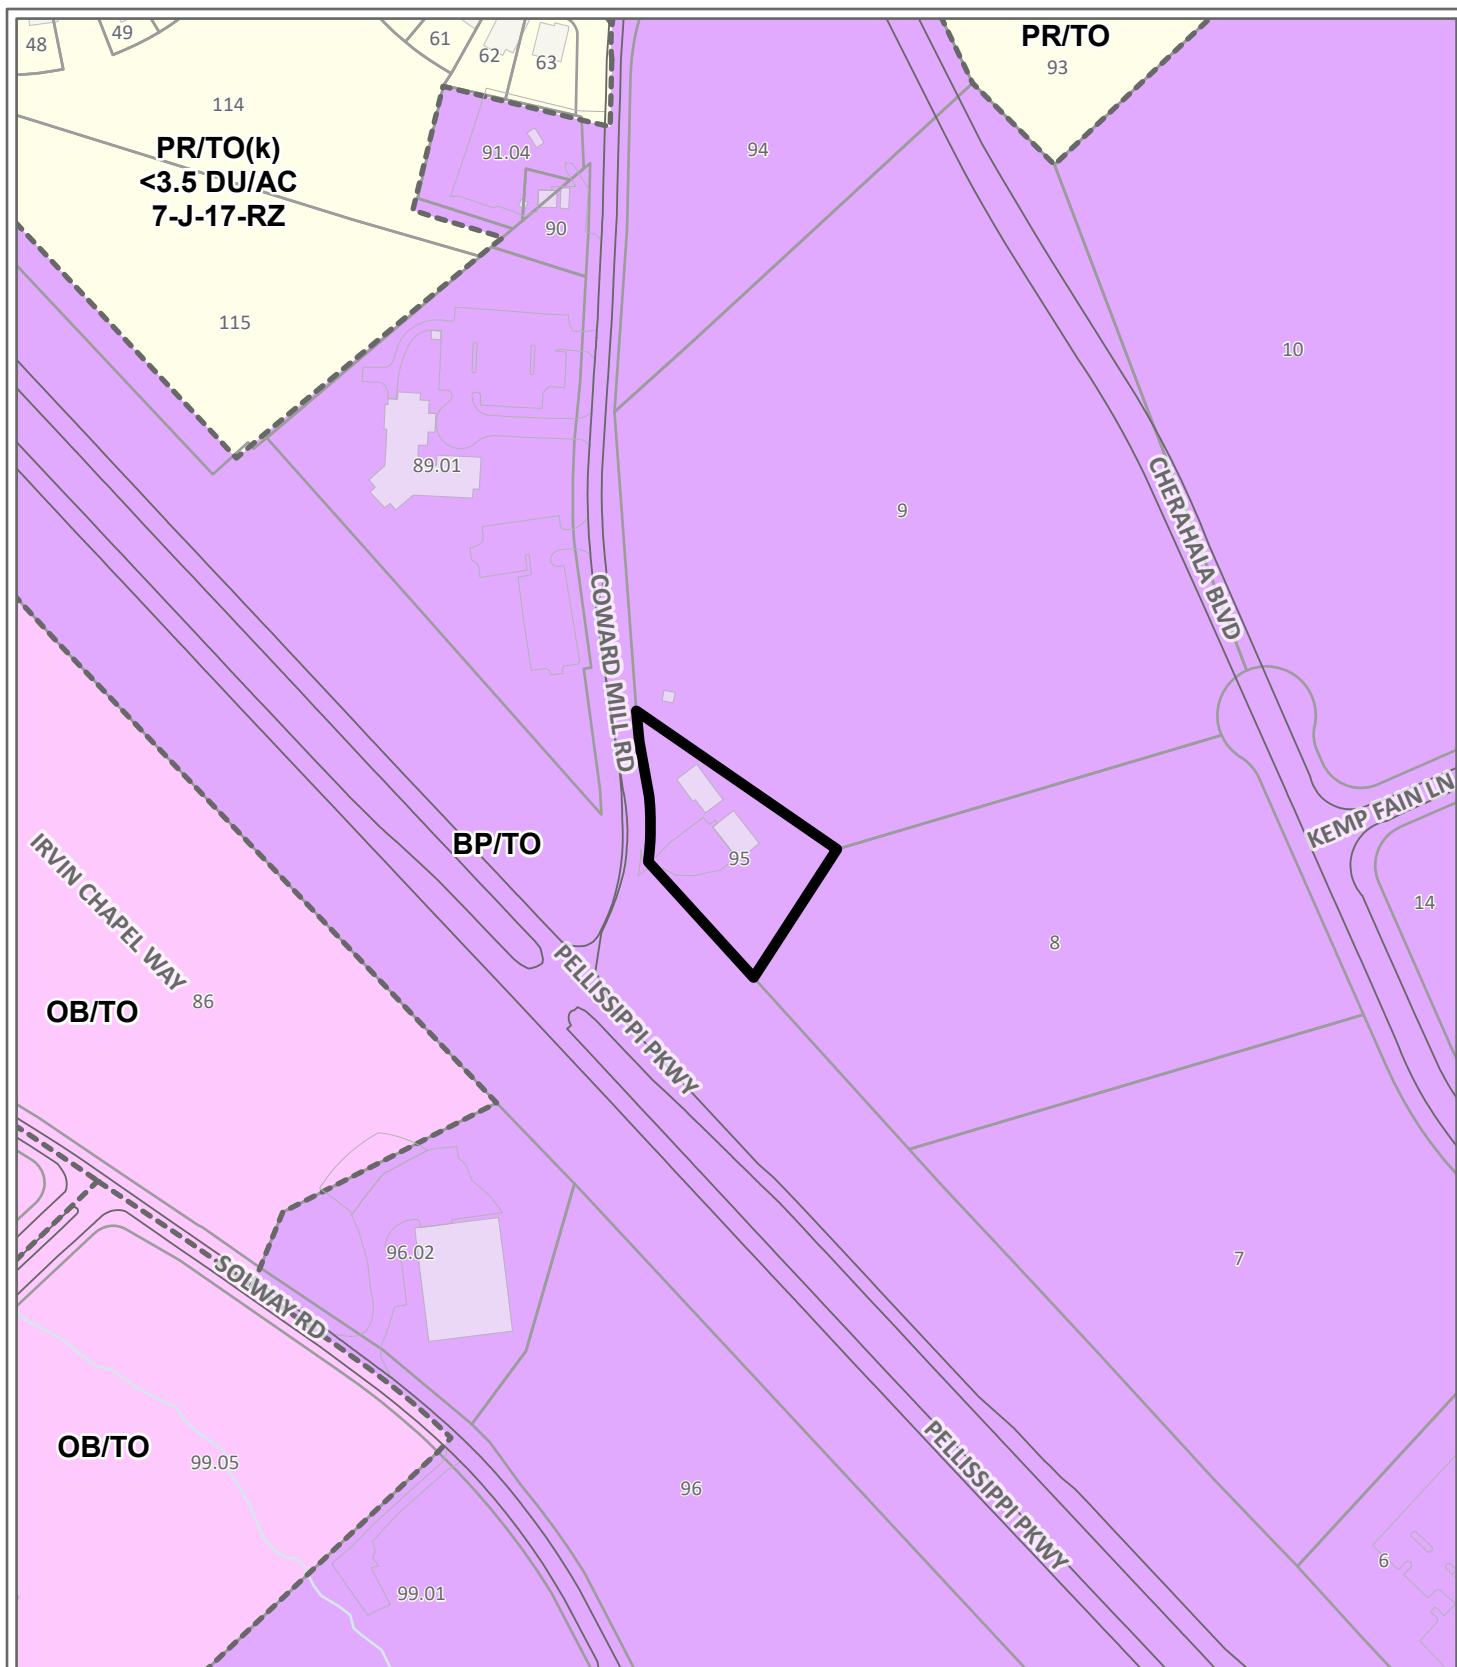 48
49
61
62
63
PR/TO
93
114
PR/TO(k)
<3.5 DU/AC
7-J-17-RZ
91.04
94
90
115
10
89.01
9
CHERAHALA BLVD
COWARD MILL RD
KEMP FAIN LN
BP/TO
95
IRVIN CHAPEL WAY
14
8
86
OB/TO
PELLISSIPPI PKWY
96.02
7
SOLWAY RD
OB/TO
99.05
96
PELLISSIPPI PKWY
6
99.01